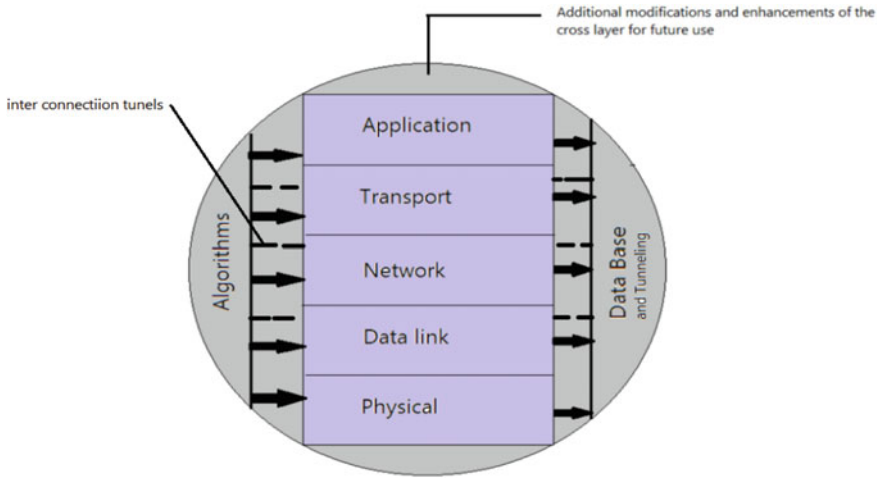 Additional modifications and enhancements of the
cross layer for future use
inter connectiion tunels
Application
Transport
Network
Data link
Physical
Algorithms
Data Base
and Tunneling